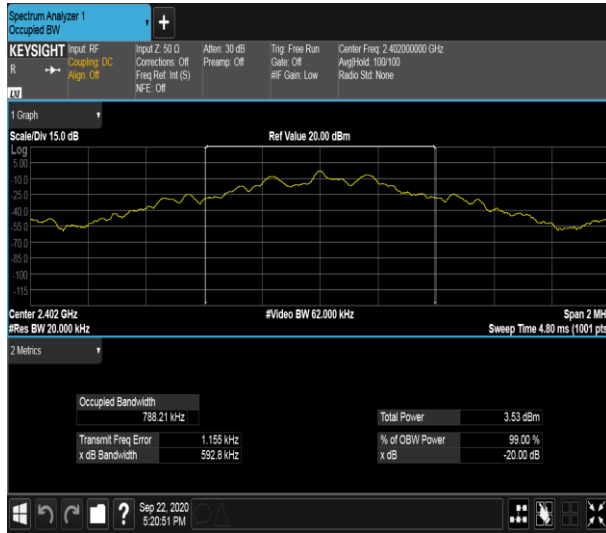 Spectrum Analyzer 1
Occupied BW
+
KEYSIGHT
R
LXI
Input: RF
Coupling: DC
Align: Off
Input Z: 50 Ω
Corrections: Off
Freq Ref: Int (S)
NFE: Off
Atten: 30 dB
Preamp: Off
Trig: Free Run
Gate: Off
#IF Gain: Low
Center Freq: 2.402000000 GHz
Avg|Hold: 100/100
Radio Std: None
1 Graph
Scale/Div 15.0 dB
Ref Value 20.00 dBm
Log
5.00
-10.0
-25.0
-40.0
-55.0
-70.0
-85.0
-100
-115
Center 2.402 GHz
#Video BW 62.000 kHz
Span 2 MH
#Res BW 20.000 kHz
Sweep Time 4.80 ms (1001 pts
2 Metrics
Occupied Bandwidth
788.21 kHz
Total Power 3.53 dBm
Transmit Freq Error 1.155 kHz
% of OBW Power 99.00 %
x dB Bandwidth 592.8 kHz
x dB -20.00 dB
?
Sep 22, 2020
5:20:51 PM